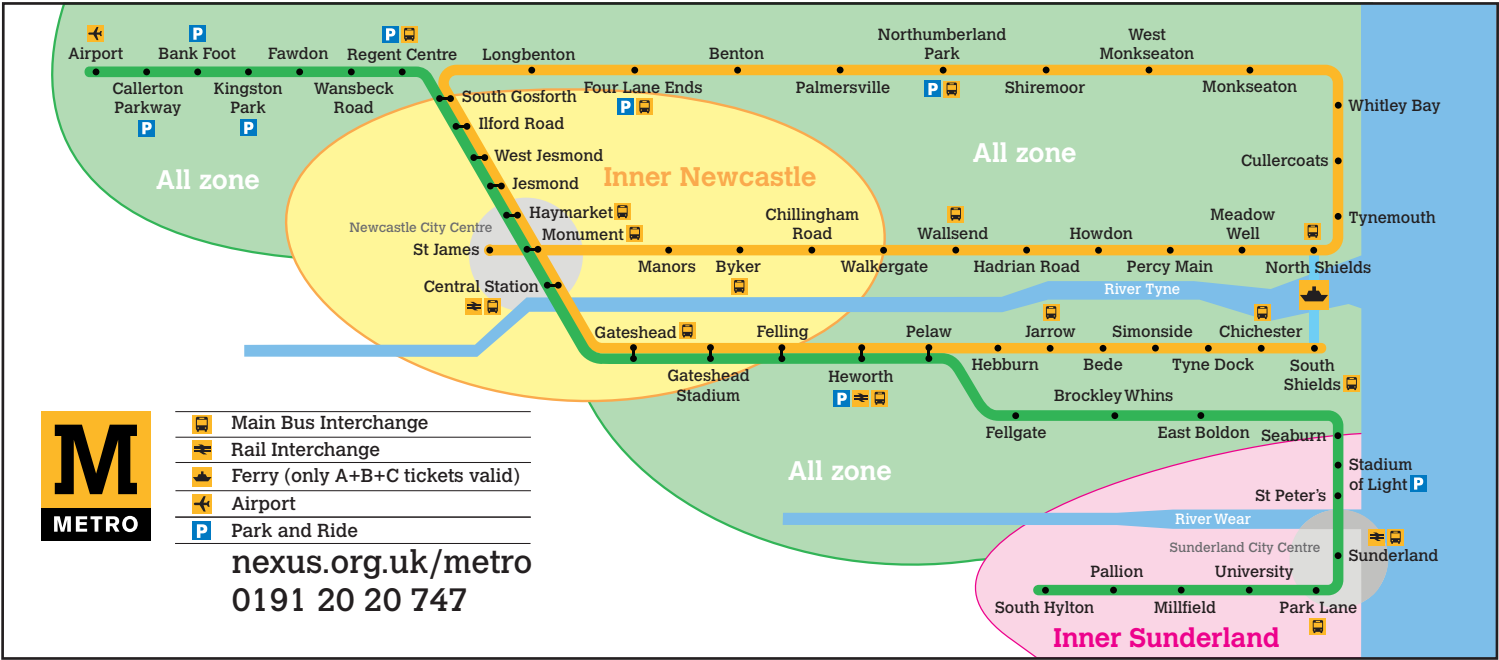 Airport
Callerton
Parkway
P
P
Bank Foot
Kingston
Park
P
Fawdon
Wansbeck
Road
P
Regent Centre
Longbenton
Four Lane Ends
P
Benton
Palmersville
Northumberland
Park
P
Shiremoor
West
Monkseaton
Monkseaton
Whitley Bay
Cullercoats
Tynemouth
South Gosforth
Ilford Road
West Jesmond
Jesmond
Haymarket
Monument
Newcastle City Centre
St James
Central Station
All zone
Inner Newcastle
All zone
Manors
Byker
Chillingham
Road
Walkergate
Wallsend
Hadrian Road
Howdon
Percy Main
Meadow
Well
North Shields
River Tyne
Gateshead
Gateshead
Stadium
Felling
Heworth
P
Pelaw
Hebburn
Jarrow
Bede
Simonside
Tyne Dock
Chichester
South
Shields
Fellgate
Brockley Whins
East Boldon
Seaburn
Stadium
of Light P
St Peter's
All zone
River Wear
Sunderland City Centre
Sunderland
Park Lane
University
Millfield
Pallion
South Hylton
Inner Sunderland
M
METRO
Main Bus Interchange
Rail Interchange
Ferry (only A+B+C tickets valid)
Airport
P Park and Ride
nexus.org.uk/metro
0191 20 20 747